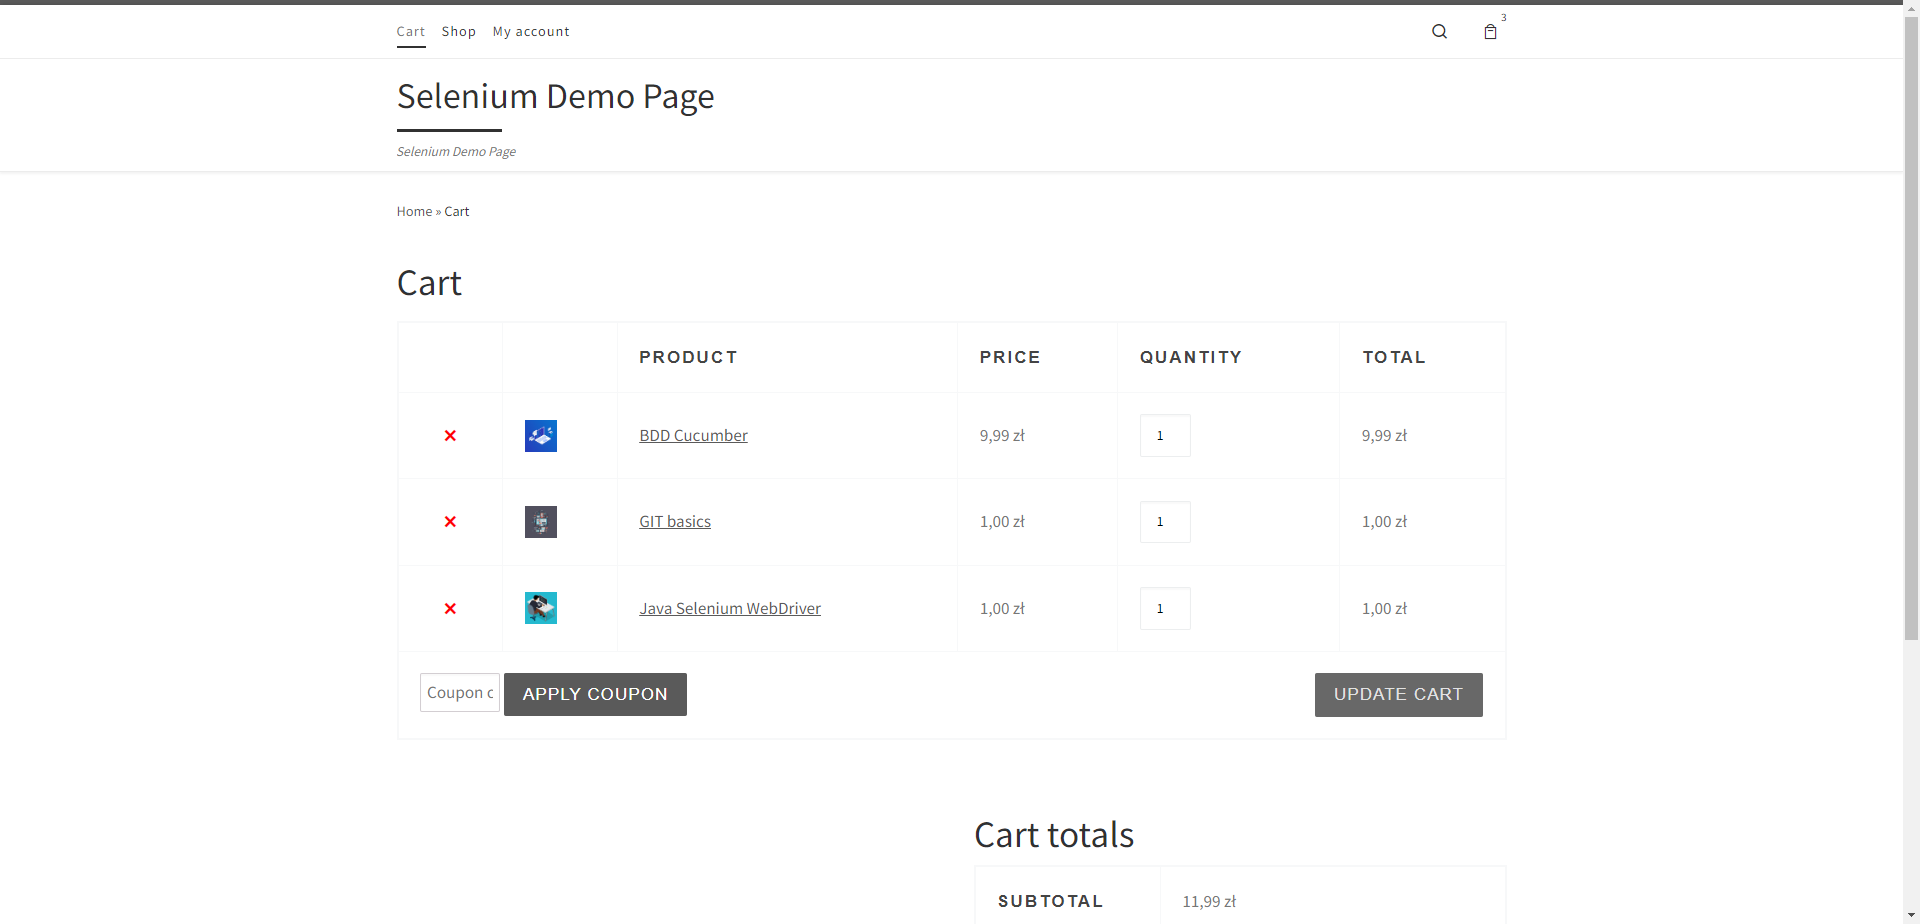 Cart Shop My account 3
Selenium Demo Page
Selenium Demo Page
Home » Cart
Cart
PRODUCT PRICE QUANTITY TOTAL
BDD Cucumber 9,99 zł 1 9,99 zł
GIT basics 1,00 zł 1 1,00 zł
Java Selenium WebDriver 1,00 zł 1 1,00 zł
Coupon c APPLY COUPON UPDATE CART
Cart totals
SUBTOTAL 11,99 zł